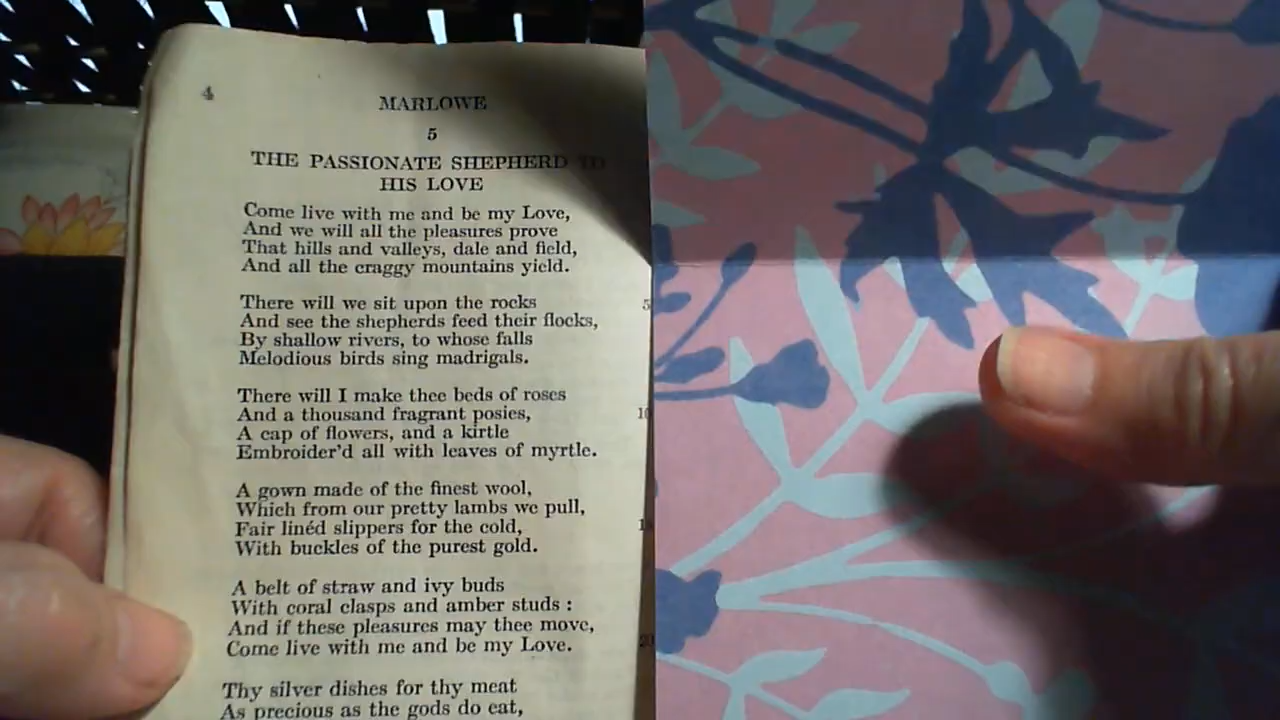 4
MARLOWE
5
THE PASSIONATE SHEPHERD TO
HIS LOVE
Come live with me and be my Love,
And we will all the pleasures prove
That hills and valleys, dale and field,
And all the craggy mountains yield.
There will we sit upon the rocks 5
And see the shepherds feed their flocks,
By shallow rivers, to whose falls
Melodious birds sing madrigals.
There will I make thee beds of roses
And a thousand fragrant posies, 10
A cap of flowers, and a kirtle
Embroider'd all with leaves of myrtle.
A gown made of the finest wool,
Which from our pretty lambs we pull,
Fair linéd slippers for the cold,
With buckles of the purest gold.
A belt of straw and ivy buds
With coral clasps and amber studs :
And if these pleasures may thee move,
Come live with me and be my Love. 20
Thy silver dishes for thy meat
As precious as the gods do eat,